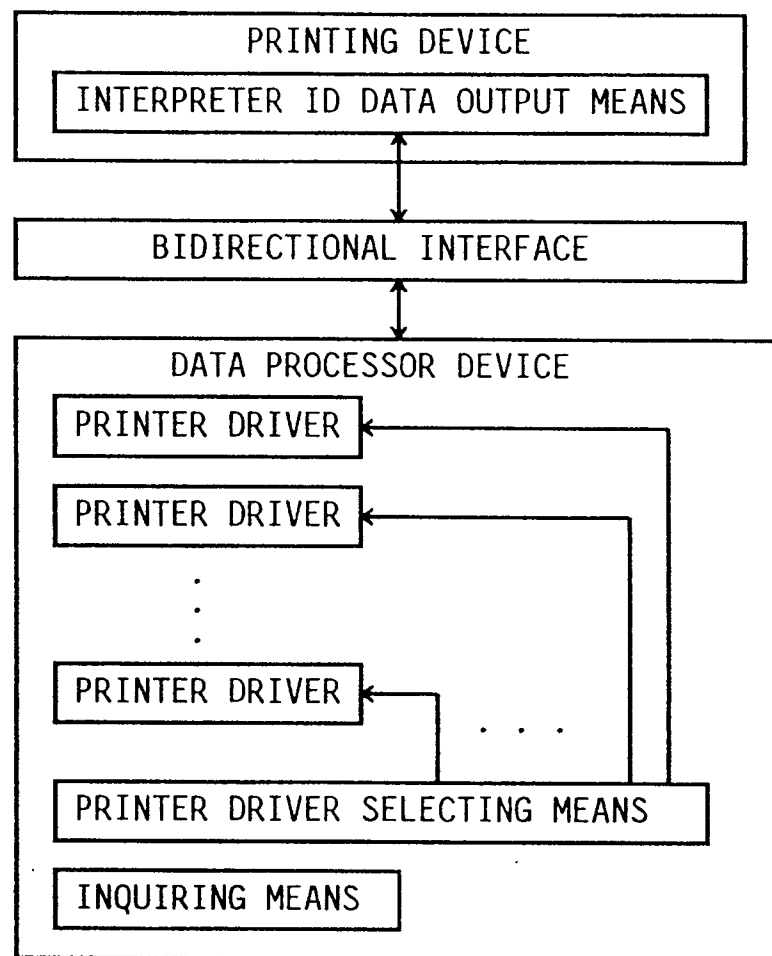 PRINTING DEVICE
INTERPRETER ID DATA OUTPUT MEANS
BIDIRECTIONAL INTERFACE
DATA PROCESSOR DEVICE
PRINTER DRIVER
PRINTER DRIVER
PRINTER DRIVER
PRINTER DRIVER SELECTING MEANS
INQUIRING MEANS